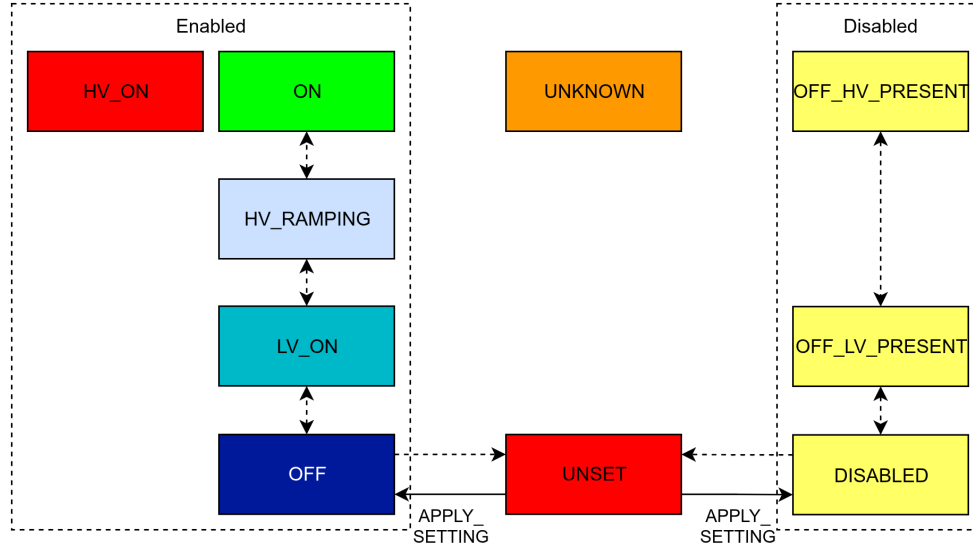 Enabled
Disabled
HV_ON
ON
UNKNOWN
OFF_HV_PRESENT
HV_RAMPING
LV_ON
OFF_LV_PRESENT
OFF
UNSET
DISABLED
APPLY_
SETTING
APPLY_
SETTING